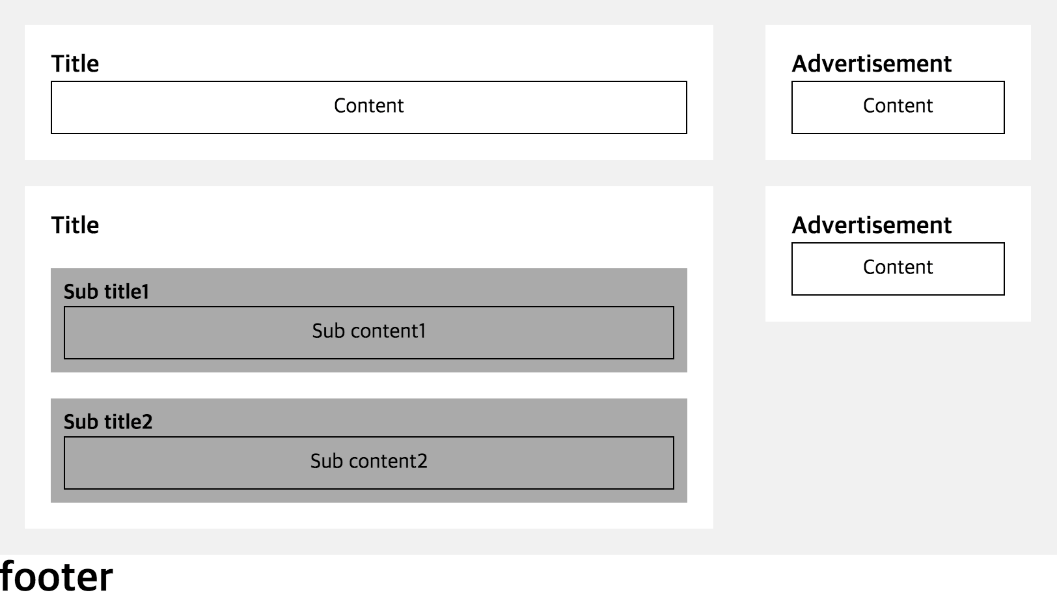 Title
Content
Title
Sub title1
Sub content1
Sub title2
Sub content2
Advertisement
Content
Advertisement
Content
footer